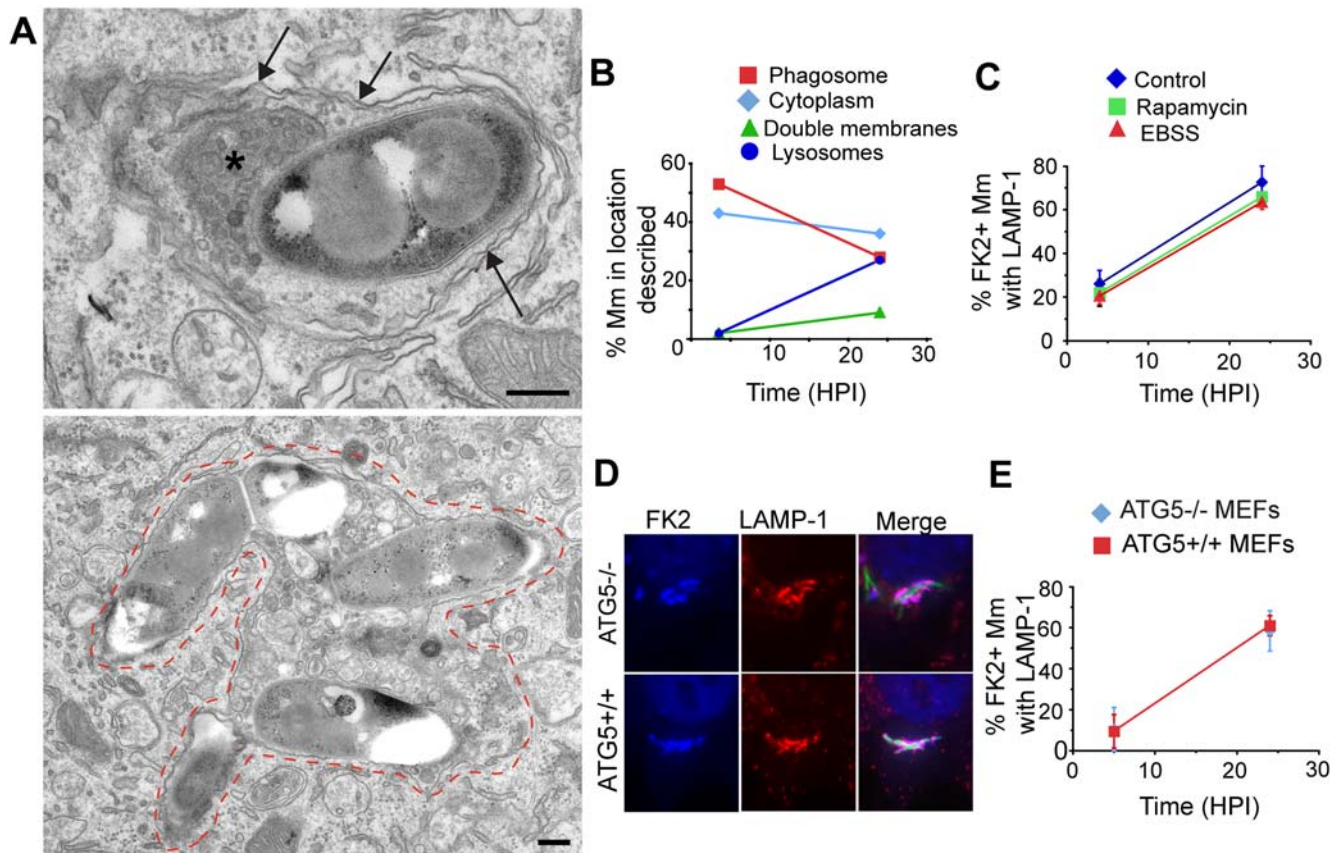 A
*
B
Phagosome
Cytoplasm
Double membranes
Lysosomes
60
40
20
0
0 10 20 30
% Mm in location
described
Time (HPI)
C
Control
Rapamycin
EBSS
80
60
40
20
0
0 10 20 30
% FK2+ Mm
with LAMP-1
Time (HPI)
D
FK2 LAMP-1 Merge
ATG5-/-
ATG5+/+
E
ATG5-/- MEFs
ATG5+/+ MEFs
80
60
40
20
0
0 10 20 30
% FK2+ Mm
with LAMP-1
Time (HPI)